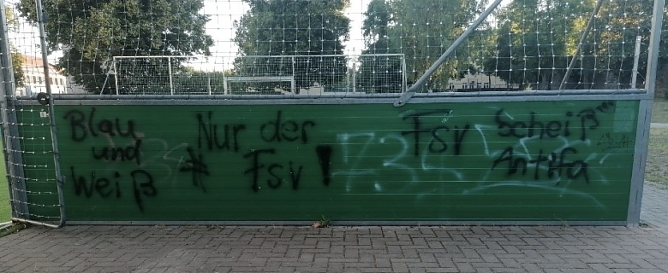 Blau
und
Weiß
Nur der
Fsv!
Fsv
scheiß
Antifa